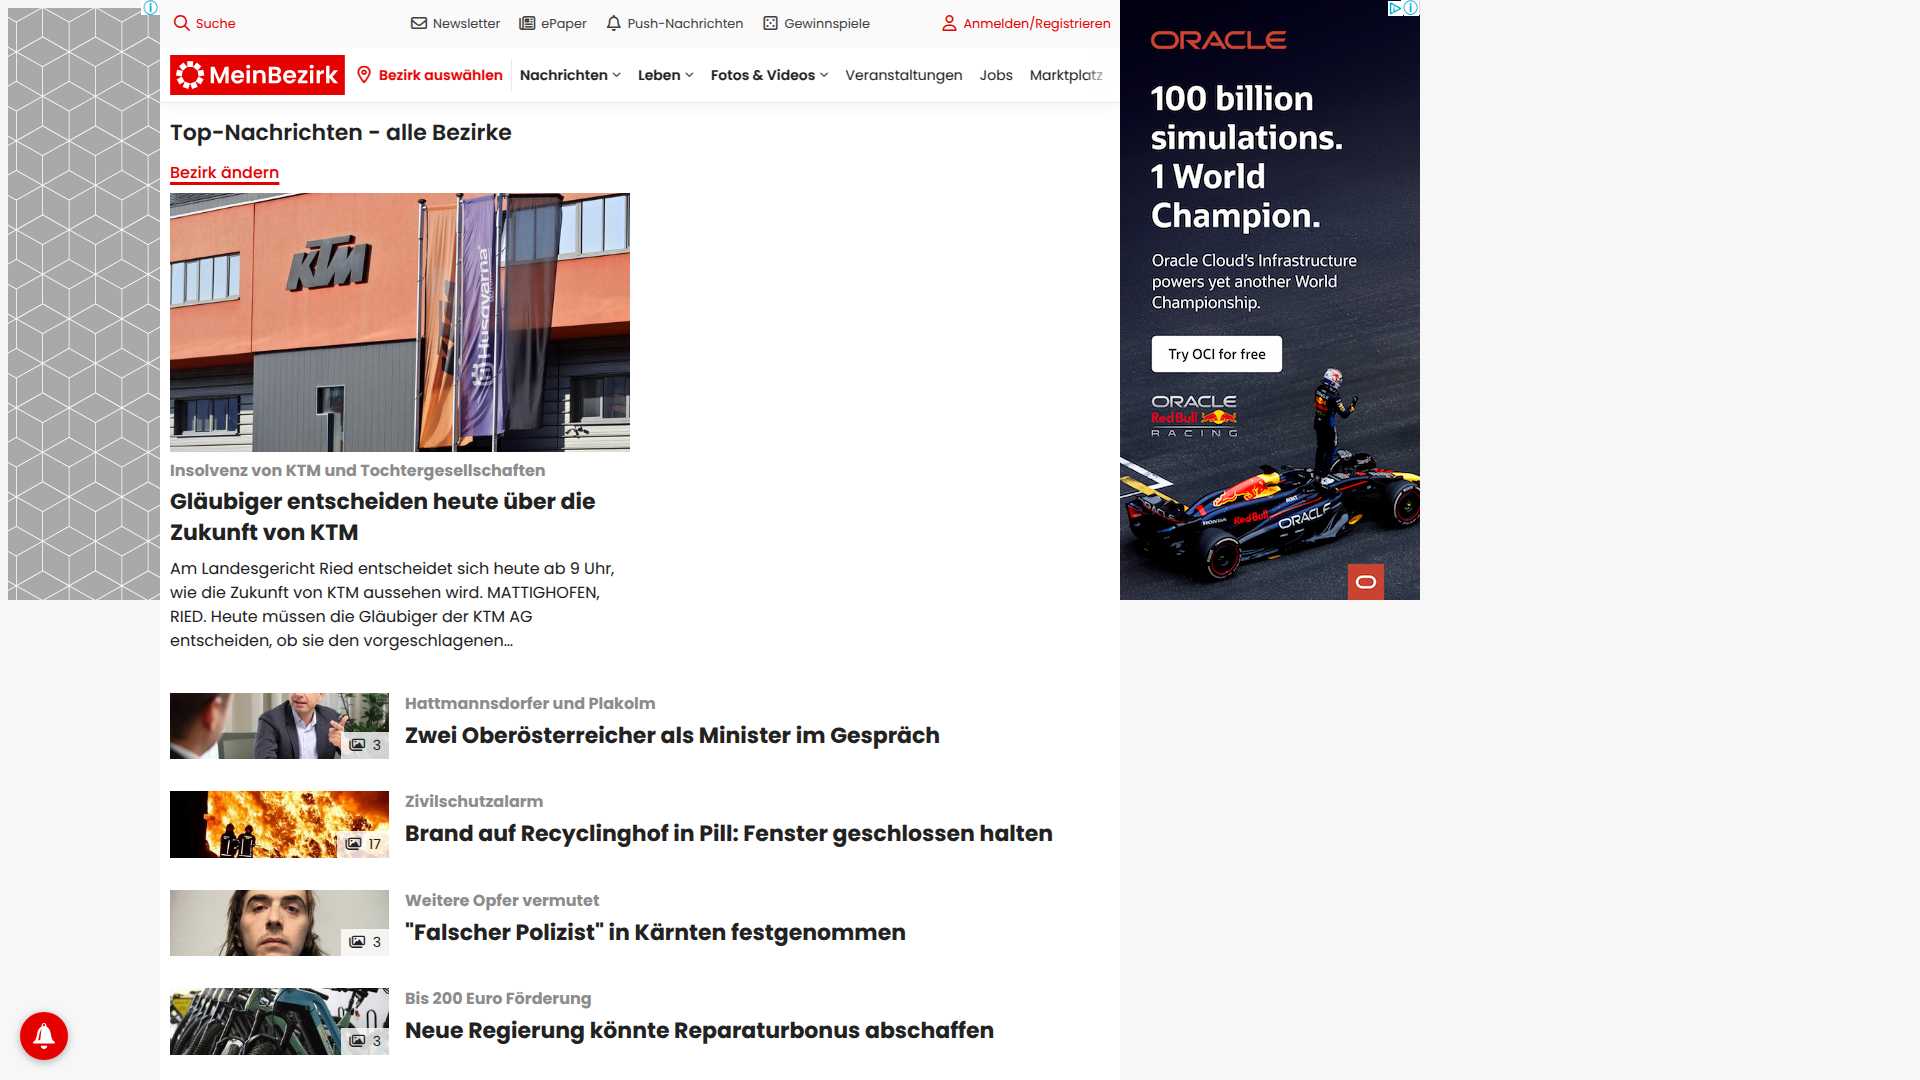 Suche
Newsletter
ePaper
Push-Nachrichten
Gewinnspiele
Anmelden/Registrieren
MeinBezirk
Bezirk auswählen
Nachrichten
Leben
Fotos & Videos
Veranstaltungen
Jobs
Marktplatz
Top-Nachrichten - alle Bezirke
Bezirk ändern
KTM
Husqvarna
Insolvenz von KTM und Tochtergesellschaften
Gläubiger entscheiden heute über die
Zukunft von KTM
Am Landesgericht Ried entscheidet sich heute ab 9 Uhr,
wie die Zukunft von KTM aussehen wird. MATTIGHOFEN,
RIED. Heute müssen die Gläubiger der KTM AG
entscheiden, ob sie den vorgeschlagenen...
3
Hattmannsdorfer und Plakolm
Zwei Oberösterreicher als Minister im Gespräch
17
Zivilschutzalarm
Brand auf Recyclinghof in Pill: Fenster geschlossen halten
3
Weitere Opfer vermutet
"Falscher Polizist" in Kärnten festgenommen
3
Bis 200 Euro Förderung
Neue Regierung könnte Reparaturbonus abschaffen
ORACLE
100 billion
simulations.
1 World
Champion.
Oracle Cloud's Infrastructure
powers yet another World
Championship.
Try OCI for free
ORACLE
Red Bull
RACING
ORACLE
HONDA
Red Bull
ORACLE